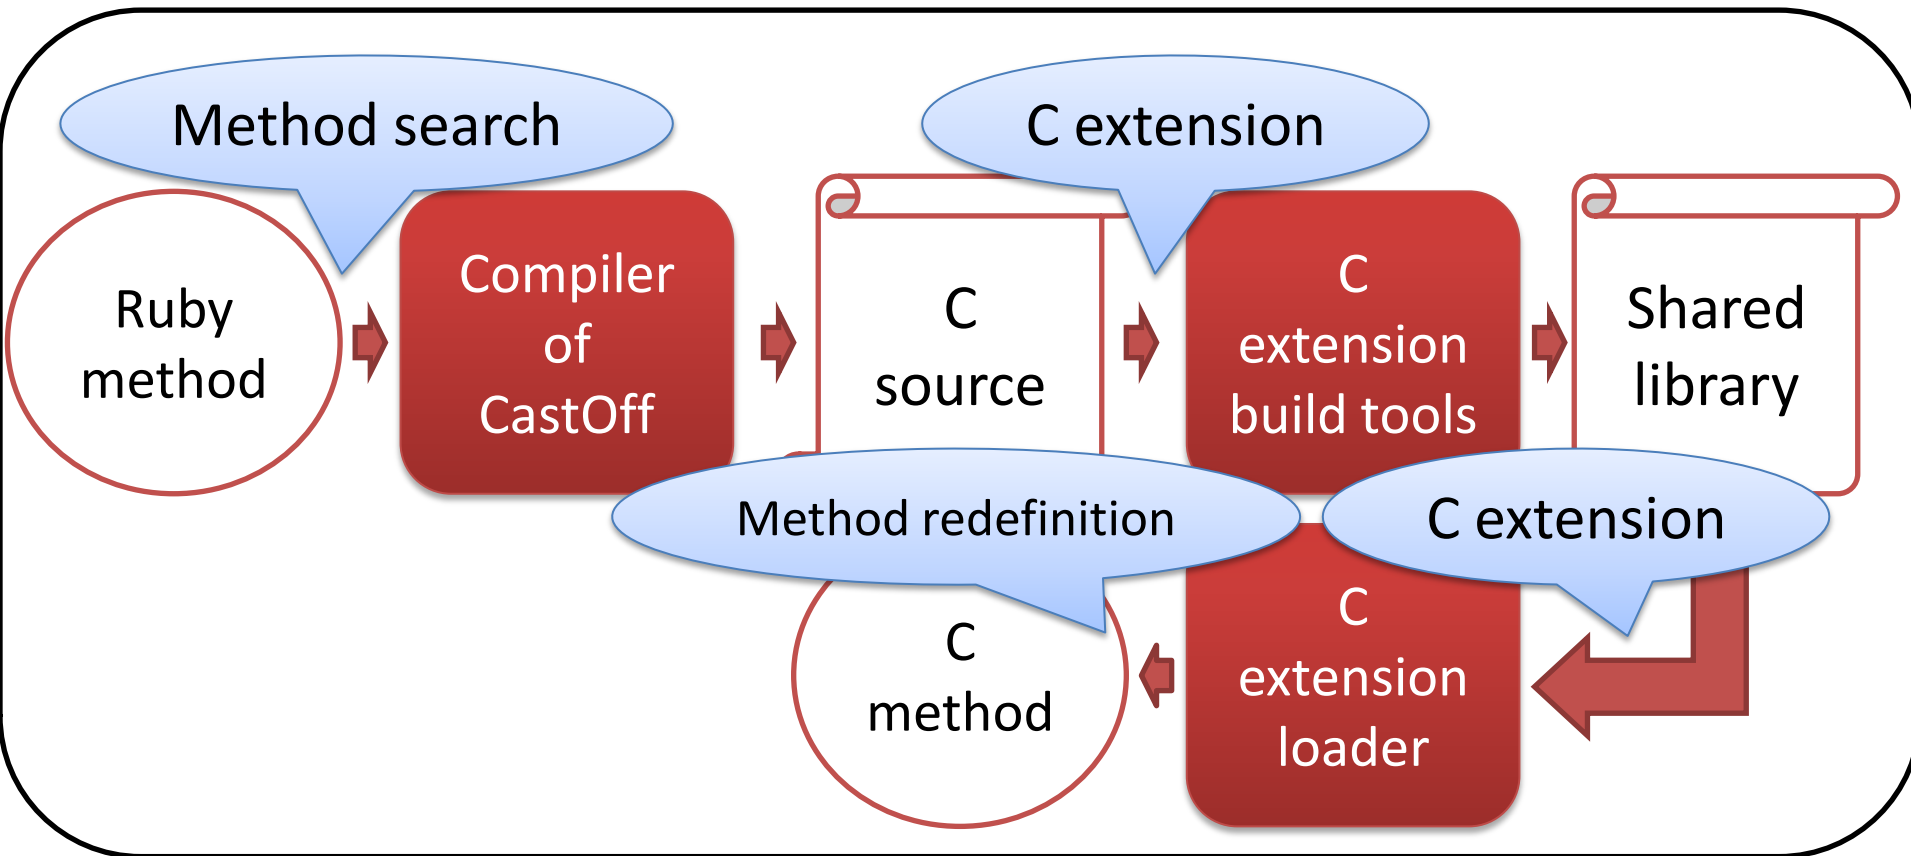 Method search
C extension
Ruby
method
Compiler
of
CastOff
C
source
C
extension
build tools
Shared
library
Method redefinition
C extension
C
method
C
extension
loader